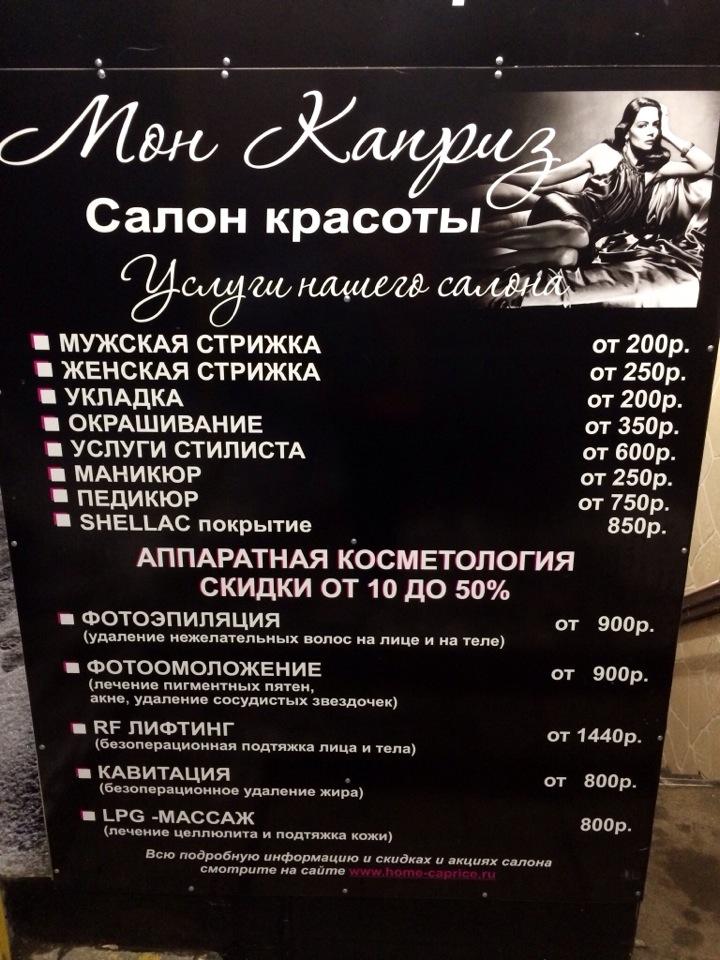 Мон Каприз
Салон красоты
Услуги нашего салона
МУЖСКАЯ СТРИЖКА от 200р.
ЖЕНСКАЯ СТРИЖКА от 250р.
УКЛАДКА от 200р.
ОКРАШИВАНИЕ от 350р.
УСЛУГИ СТИЛИСТА от 600р.
МАНИКЮР от 250р.
ПЕДИКЮР от 750р.
SHELLAC покрытие 850р.
АППАРАТНАЯ КОСМЕТОЛОГИЯ
СКИДКИ ОТ 10 ДО 50%
ФОТОЭПИЛЯЦИЯ от 900р.
(удаление нежелательных волос на лице и на теле)
ФОТООМОЛОЖЕНИЕ от 900р.
(лечение пигментных пятен,
акне, удаление сосудистых звездочек)
RF ЛИФТИНГ от 1440р.
(безоперационная подтяжка лица и тела)
КАВИТАЦИЯ от 800р.
(безоперационное удаление жира)
LPG -МАССАЖ 800р.
(лечение целлюлита и подтяжка кожи)
Всю подробную информацию и скидках и акциях салона
смотрите на сайте www.home-caprice.ru